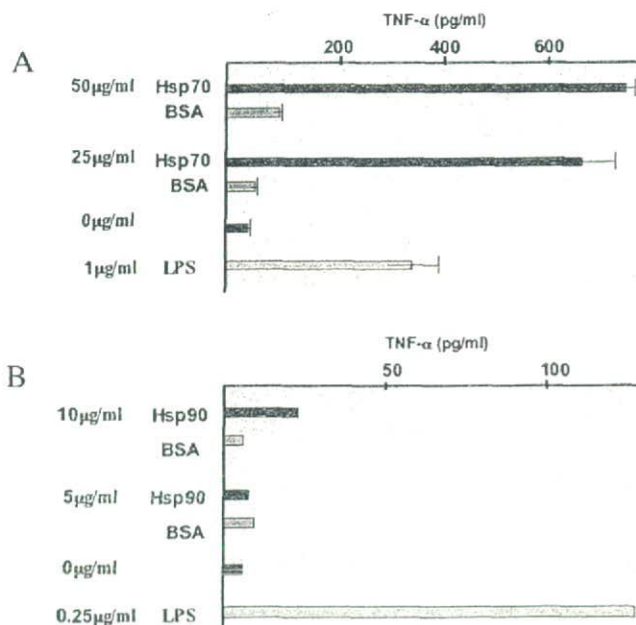 TNF-α (pg/ml)
200 600
A
50µg/ml Hsp70
BSA
25µg/ml Hsp70
BSA
0µg/ml
1µg/ml LPS
TNF-α (pg/ml)
50 100
B
10µg/ml Hsp90
BSA
5µg/ml Hsp90
BSA
0µg/ml
0.25µg/ml LPS